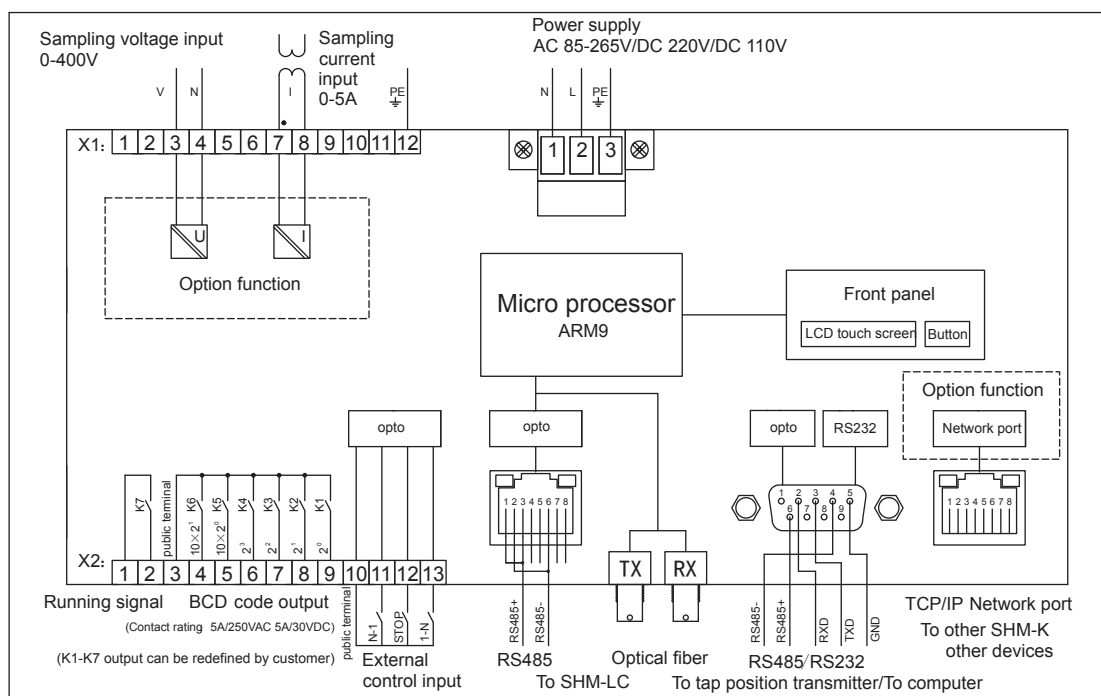 Sampling voltage input
0-400V
Sampling
current
input
0-5A
Power supply
AC 85-265V/DC 220V/DC 110V
V N I PE
N L PE
X1: 1 2 3 4 5 6 7 8 9 10 11 12
1 2 3
U I
Option function
Micro processor
ARM9
Front panel
LCD touch screen Button
Option function
Network port
opto
opto
opto RS232
K7 K6 K5 K4 K3 K2 K1
public terminal
10×2¹ 10×2⁰ 2³ 2² 2¹ 2⁰
1 2 3 4 5 6 7 8
1 2 3 4 5
6 7 8 9
1 2 3 4 5 6 7 8
X2: 1 2 3 4 5 6 7 8 9 10 11 12 13
TX RX
Running signal BCD code output
(Contact rating 5A/250VAC 5A/30VDC)
(K1-K7 output can be redefined by customer)
public terminal
N-1 STOP 1-N
External
control input
RS485+ RS485-
RS485
To SHM-LC
Optical fiber
RS485- RS485+ RXD TXD GND
RS485/RS232
To tap position transmitter/To computer
TCP/IP Network port
To other SHM-K
other devices